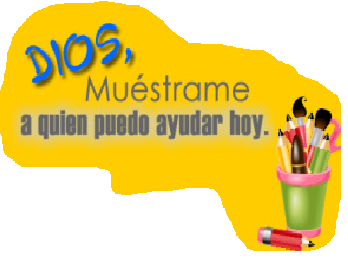 DIOS,
Muéstrame
a quien puedo ayudar hoy.